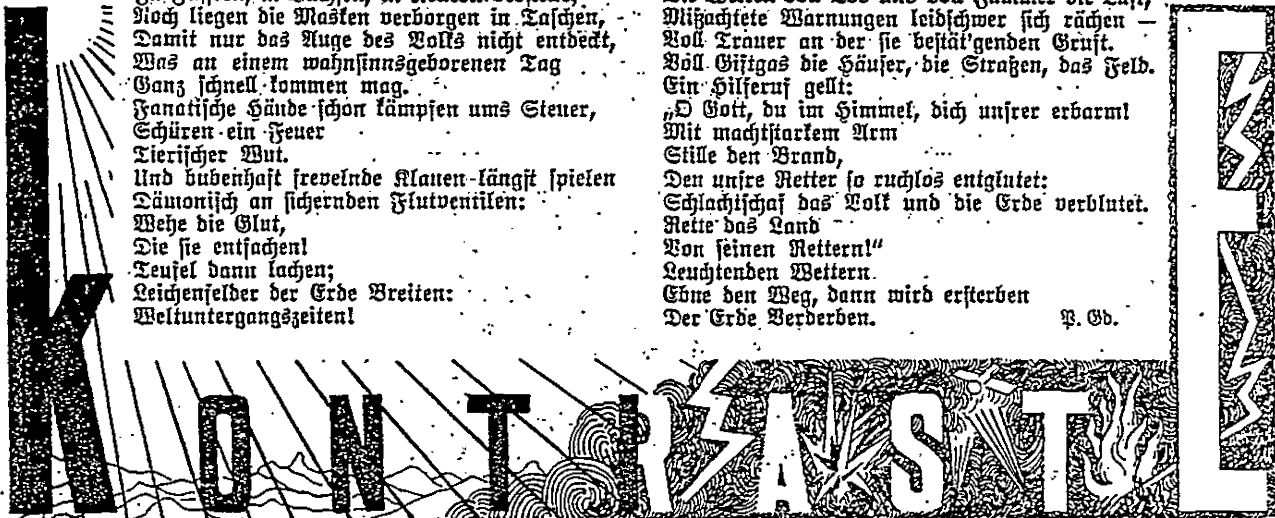 Noch liegen die Masken verborgen in Taschen,
Damit nur das Auge des Volks nicht entdeckt,
Was an einem wahnsinnsgeborenen Tag
Ganz schnell kommen mag.
Fanatische Hände schon kämpfen ums Steuer,
Schüren ein Feuer
Tierischer Wut.
Und bubenhaft frevelnde Klauen längst spielen
Dämonisch an sichernden Flutventilen:
Wehe die Glut,
Die sie entfachen!
Teufel dann lachen;
Leichenfelder der Erde Breiten:
Weltuntergangszeiten!
Mißachtete Warnungen leidschwer sich rächen —
Voll Trauer an der sie bestät'genden Gruft.
Voll Giftgas die Häuser, die Straßen, das Feld.
Ein Hilferuf gellt:
„O Gott, du im Himmel, dich unsrer erbarm!
Mit machtstarkem Arm
Stille den Brand,
Den unsre Retter so ruchlos entglutet:
Schlachtschaf das Volk und die Erde verblutet.
Rette das Land
Von seinen Rettern!“
Leuchtenden Wettern
Ebne den Weg, dann wird ersterben
Der Erde Verderben.
P. Gd.
KONTRASTE